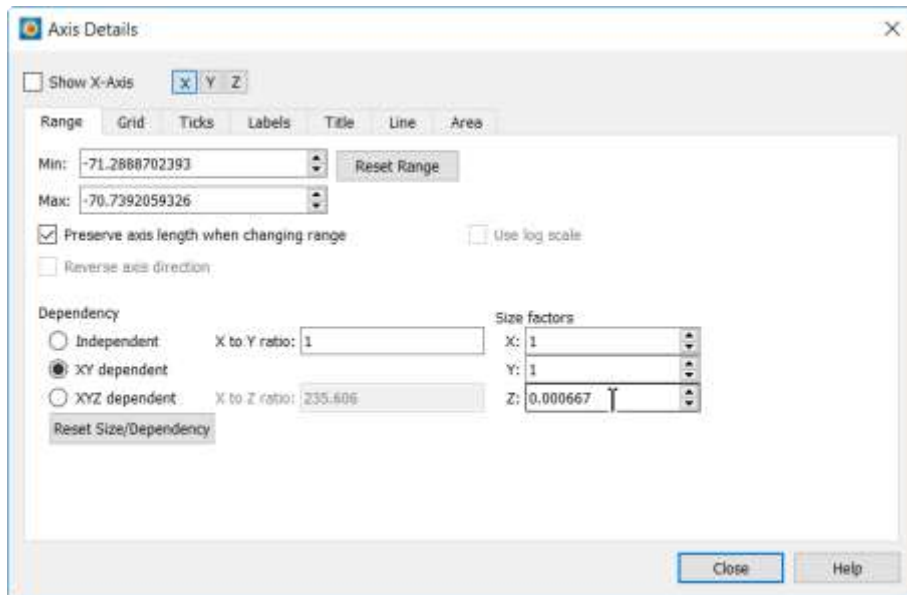 Axis Details
Show X-Axis X Y Z
Range Grid Ticks Labels Title Line Area
Min: -71.2888702393 Reset Range
Max: -70.7392059326
Preserve axis length when changing range Use log scale
Reverse axis direction
Dependency Size factors
Independent X to Y ratio: 1 X: 1
XY dependent Y: 1
XYZ dependent X to Z ratio: 235.606 Z: 0.000667
Reset Size/Dependency
Close Help